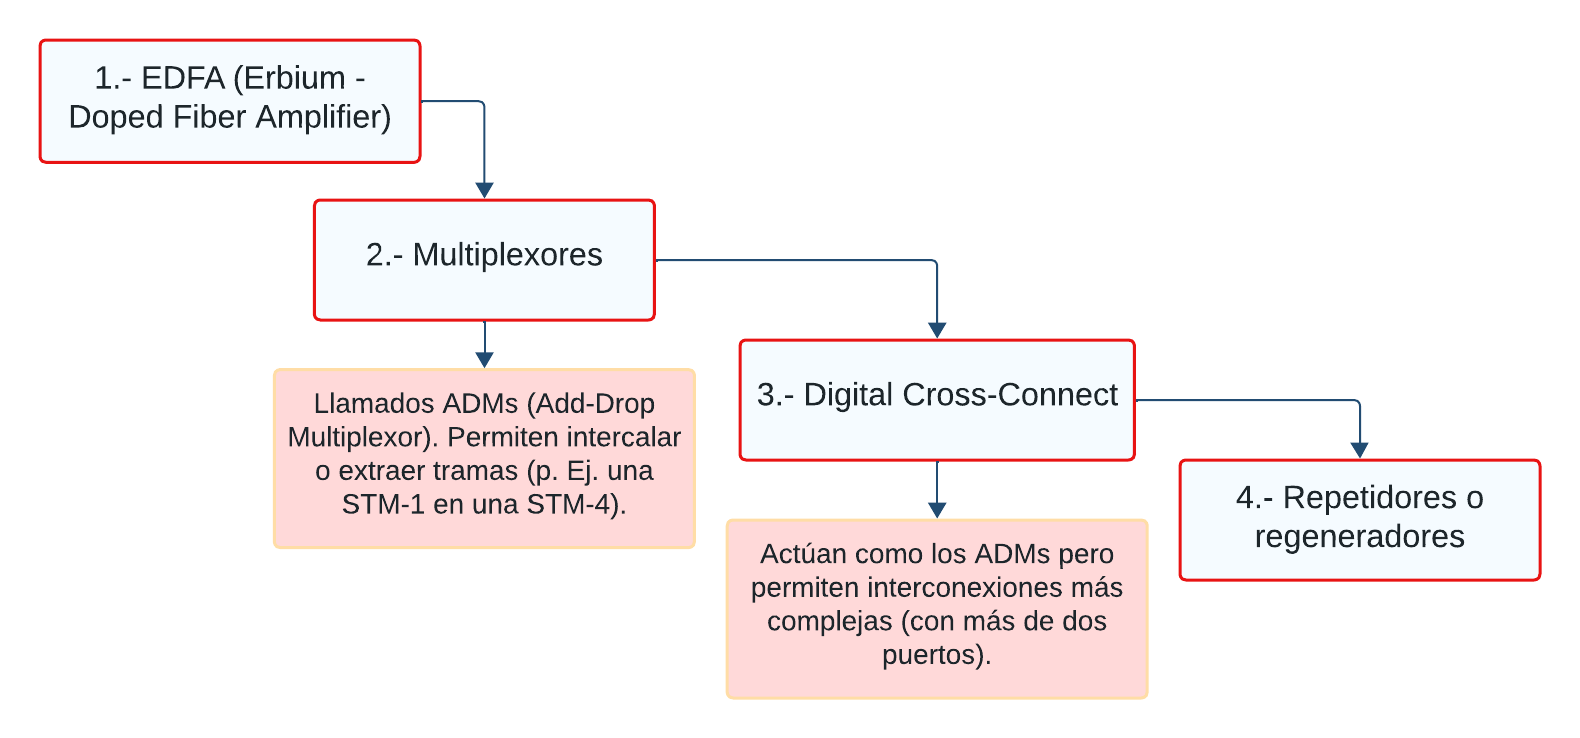 1.- EDFA (Erbium -
Doped Fiber Amplifier)
2.- Multiplexores
Llamados ADMs (Add-Drop
Multiplexor). Permiten intercalar
o extraer tramas (p. Ej. una
STM-1 en una STM-4).
3.- Digital Cross-Connect
Actúan como los ADMs pero
permiten interconexiones más
complejas (con más de dos
puertos).
4.- Repetidores o
regeneradores